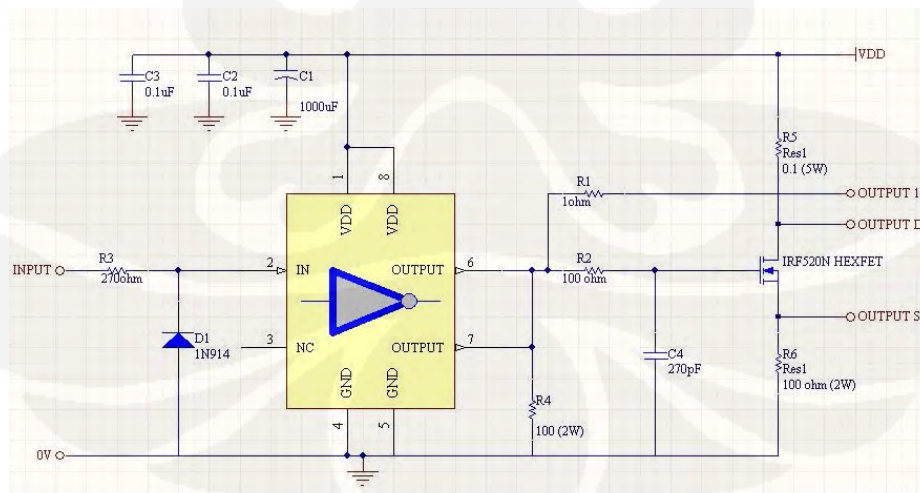 C3
0.1uF
C2
0.1uF
C1
1000uF
VDD
R5
Res1
0.1 (5W)
1
8
VDD
VDD
R1
1ohm
OUTPUT 1
OUTPUT D
INPUT
R3
270ohm
2
IN
OUTPUT
6
R2
100 ohm
IRF520N HEXFET
D1
1N914
3
NC
OUTPUT
7
OUTPUT S
C4
270pF
R6
Res1
100 ohm (2W)
GND
GND
R4
100 (2W)
4
5
0V